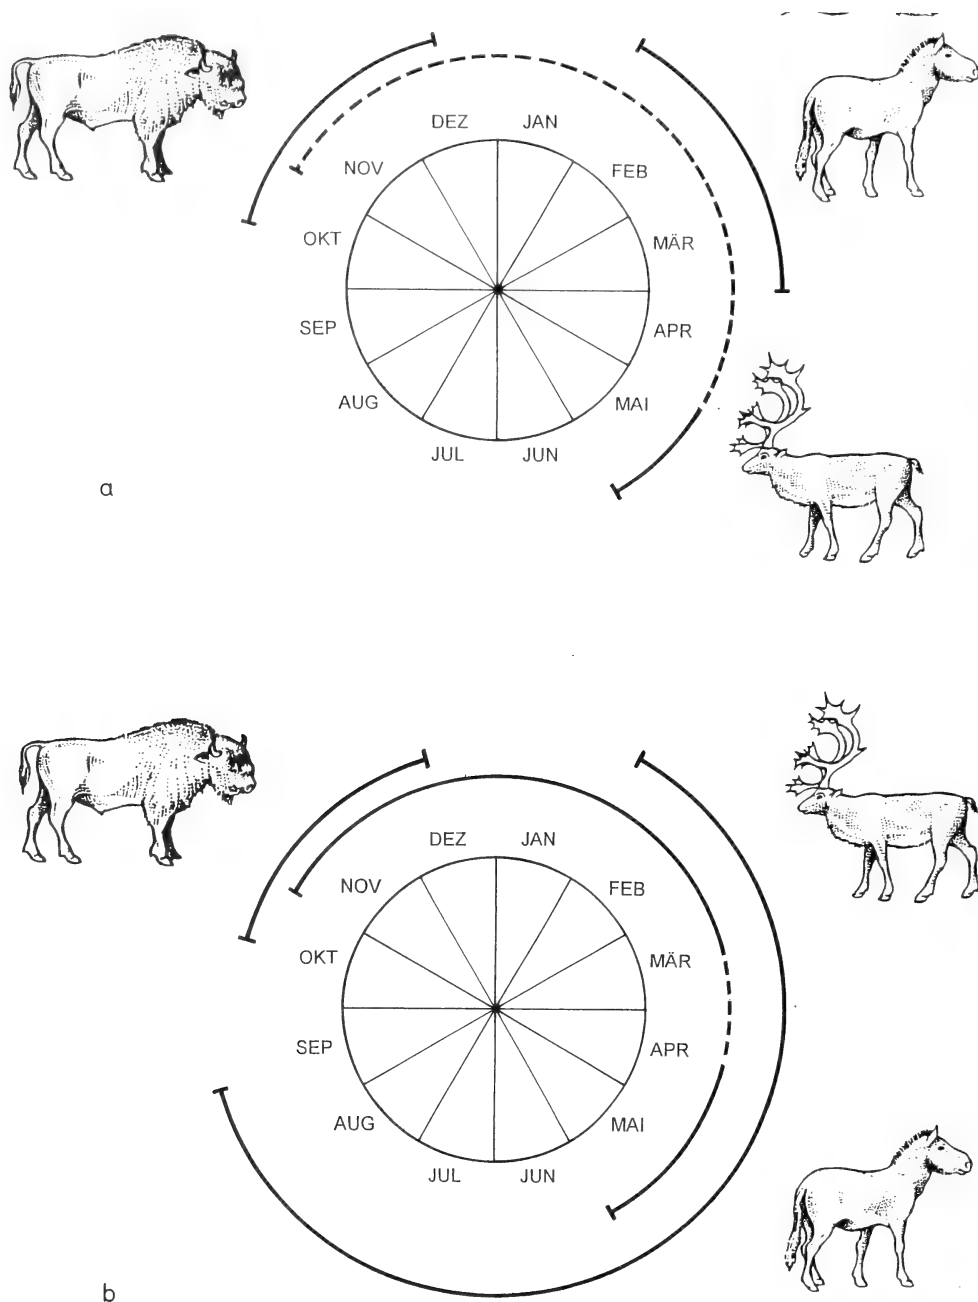 DEZ JAN
NOV FEB
OKT MÄR
SEP APR
AUG MAI
JUL JUN
a
DEZ JAN
NOV FEB
OKT MÄR
SEP APR
AUG MAI
JUL JUN
b